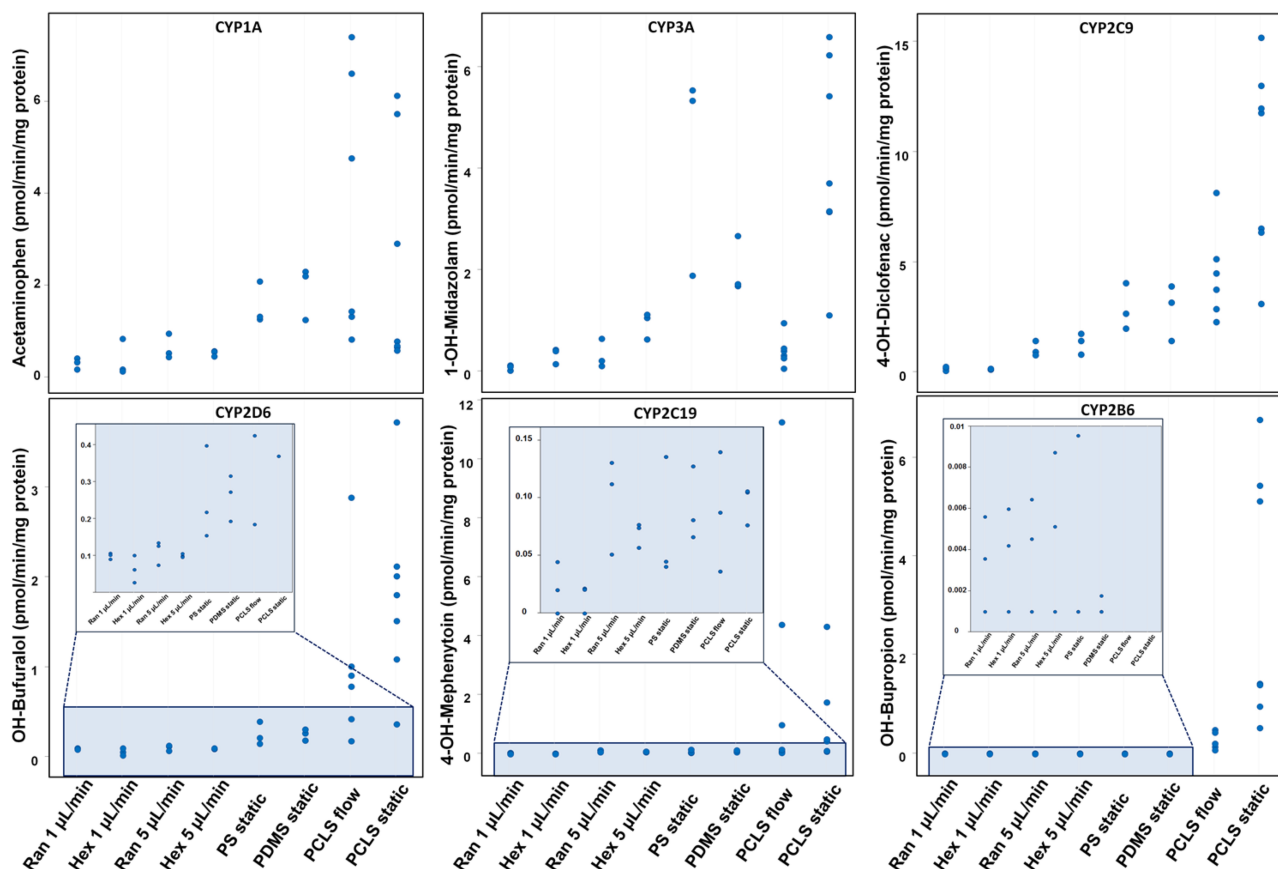 CYP1A
Acetaminophen (pmol/min/mg protein)
6
4
2
0
CYP3A
1-OH-Midazolam (pmol/min/mg protein)
6
4
2
0
CYP2C9
4-OH-Diclofenac (pmol/min/mg protein)
15
10
5
0
CYP2D6
OH-Bufuralol (pmol/min/mg protein)
3
2
1
0
0.4
0.3
0.2
0.1
Ran 1 µL/min
Hex 1 µL/min
Ran 5 µL/min
Hex 5 µL/min
PS static
PDMS static
PCLS flow
PCLS static
Ran 1 µL/min
Hex 1 µL/min
Ran 5 µL/min
Hex 5 µL/min
PS static
PDMS static
PCLS flow
PCLS static
CYP2C19
4-OH-Mephenytoin (pmol/min/mg protein)
12
10
8
6
4
2
0
0.15
0.10
0.05
0
Ran 1 µL/min
Hex 1 µL/min
Ran 5 µL/min
Hex 5 µL/min
PS static
PDMS static
PCLS flow
PCLS static
Ran 1 µL/min
Hex 1 µL/min
Ran 5 µL/min
Hex 5 µL/min
PS static
PDMS static
PCLS flow
PCLS static
CYP2B6
OH-Bupropion (pmol/min/mg protein)
6
4
2
0
0.01
0.008
0.006
0.004
0.002
0
Ran 1 µL/min
Hex 1 µL/min
Ran 5 µL/min
Hex 5 µL/min
PS static
PDMS static
PCLS flow
PCLS static
Ran 1 µL/min
Hex 1 µL/min
Ran 5 µL/min
Hex 5 µL/min
PS static
PDMS static
PCLS flow
PCLS static